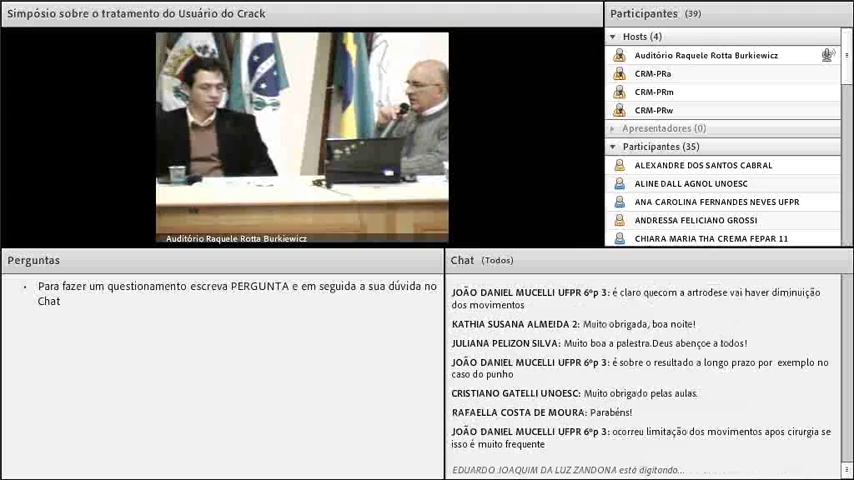 Simpósio sobre o tratamento do Usuário do Crack
Auditório Raquele Rotta Burkiewicz
Participantes (39)
Hosts (4)
Auditório Raquele Rotta Burkiewicz
CRM-PRa
CRM-PRm
CRM-PRw
Apresentadores (0)
Participantes (35)
ALEXANDRE DOS SANTOS CABRAL
ALINE DALL AGNOL UNOESC
ANA CAROLINA FERNANDES NEVES UFPR
ANDRESSA FELICIANO GROSSI
CHIARA MARIA THA CREMA FEPAR 11
Perguntas
Para fazer um questionamento escreva PERGUNTA e em seguida a sua dúvida no
Chat
Chat (Todos)
JOÃO DANIEL MUCELLI UFPR 6ºp 3: é claro quecom a artrodese vai haver diminuição
dos movimentos
KATHIA SUSANA ALMEIDA 2: Muito obrigada, boa noite!
JULIANA PELIZON SILVA: Muito boa a palestra.Deus abençoe a todos!
JOÃO DANIEL MUCELLI UFPR 6ºp 3: é sobre o resultado a longo prazo por exemplo no
caso do punho
CRISTIANO GATELLI UNOESC: Muito obrigado pelas aulas.
RAFAELLA COSTA DE MOURA: Parabéns!
JOÃO DANIEL MUCELLI UFPR 6ºp 3: ocorreu limitação dos movimentos apos cirurgia se
isso é muito frequente
EDUARDO JOAQUIM DA LUZ ZANDONA está digitando...